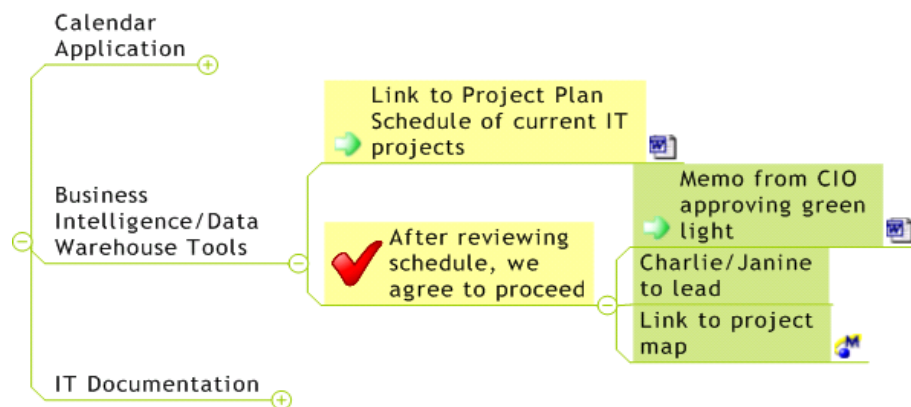 Calendar
Application
Link to Project Plan
Schedule of current IT
projects
Business
Intelligence/Data
Warehouse Tools
After reviewing
schedule, we
agree to proceed
Memo from CIO
approving green
light
Charlie/Janine
to lead
Link to project
map
IT Documentation